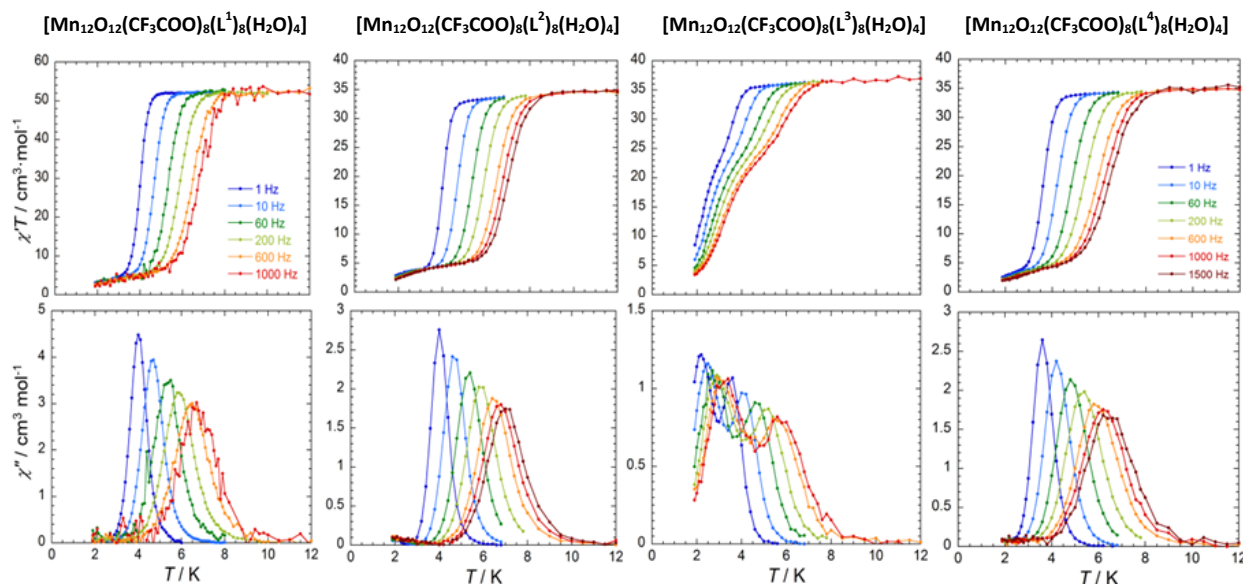 [Mn₁₂O₁₂(CF₃COO)₈(L¹)₈(H₂O)₄] [Mn₁₂O₁₂(CF₃COO)₈(L²)₈(H₂O)₄] [Mn₁₂O₁₂(CF₃COO)₈(L³)₈(H₂O)₄] [Mn₁₂O₁₂(CF₃COO)₈(L⁴)₈(H₂O)₄]
χ'T / cm³·mol⁻¹
60
50
40
30
20
10
0
1 Hz
10 Hz
60 Hz
200 Hz
600 Hz
1000 Hz
40
35
30
25
20
15
10
5
0
40
35
30
25
20
15
10
5
0
40
35
30
25
20
15
10
5
0
1 Hz
10 Hz
60 Hz
200 Hz
600 Hz
1000 Hz
1500 Hz
χ'' / cm³ mol⁻¹
5
4
3
2
1
0
0 2 4 6 8 10 12
T / K
3
2.5
2
1.5
1
0.5
0
0 2 4 6 8 10 12
T / K
1.5
1
0.5
0
0 2 4 6 8 10 12
T / K
3
2.5
2
1.5
1
0.5
0
0 2 4 6 8 10 12
T / K